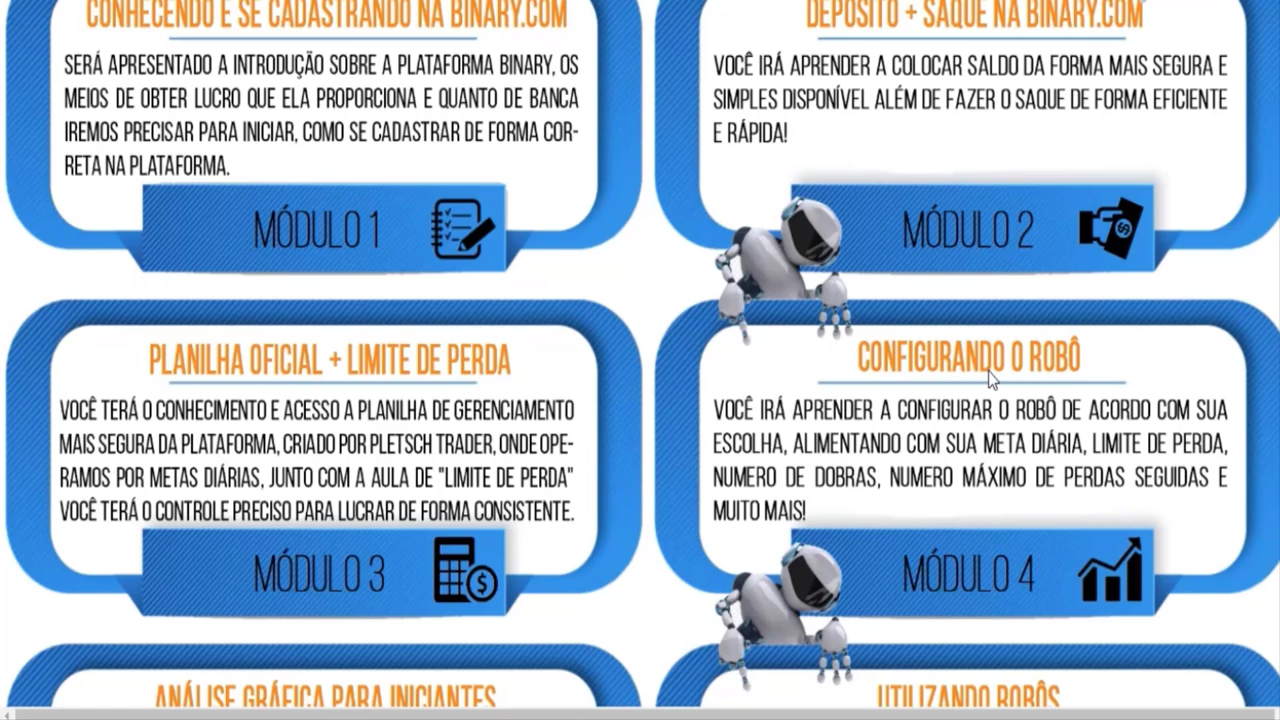 CONHECENDO E SE CADASTRANDO NA BINARY.COM
SERÁ APRESENTADO A INTRODUÇÃO SOBRE A PLATAFORMA BINARY, OS
MEIOS DE OBTER LUCRO QUE ELA PROPORCIONA E QUANTO DE BANCA
IREMOS PRECISAR PARA INICIAR, COMO SE CADASTRAR DE FORMA COR-
RETA NA PLATAFORMA.
MÓDULO 1
DEPOSITO + SAQUE NA BINARY.COM
VOCÊ IRÁ APRENDER A COLOCAR SALDO DA FORMA MAIS SEGURA E
SIMPLES DISPONÍVEL ALÉM DE FAZER O SAQUE DE FORMA EFICIENTE
E RÁPIDA!
MÓDULO 2
PLANILHA OFICIAL + LIMITE DE PERDA
VOCÊ TERÁ O CONHECIMENTO E ACESSO A PLANILHA DE GERENCIAMENTO
MAIS SEGURA DA PLATAFORMA, CRIADO POR PLETSCH TRADER, ONDE OPE-
RAMOS POR METAS DIÁRIAS, JUNTO COM A AULA DE "LIMITE DE PERDA"
VOCÊ TERÁ O CONTROLE PRECISO PARA LUCRAR DE FORMA CONSISTENTE.
MÓDULO 3
CONFIGURANDO O ROBÔ
VOCÊ IRÁ APRENDER A CONFIGURAR O ROBÔ DE ACORDO COM SUA
ESCOLHA, ALIMENTANDO COM SUA META DIÁRIA, LIMITE DE PERDA,
NUMERO DE DOBRAS, NUMERO MÁXIMO DE PERDAS SEGUIDAS E
MUITO MAIS!
MÓDULO 4
ANÁLISE GRÁFICA PARA INICIANTES
UTILIZANDO ROBÔS